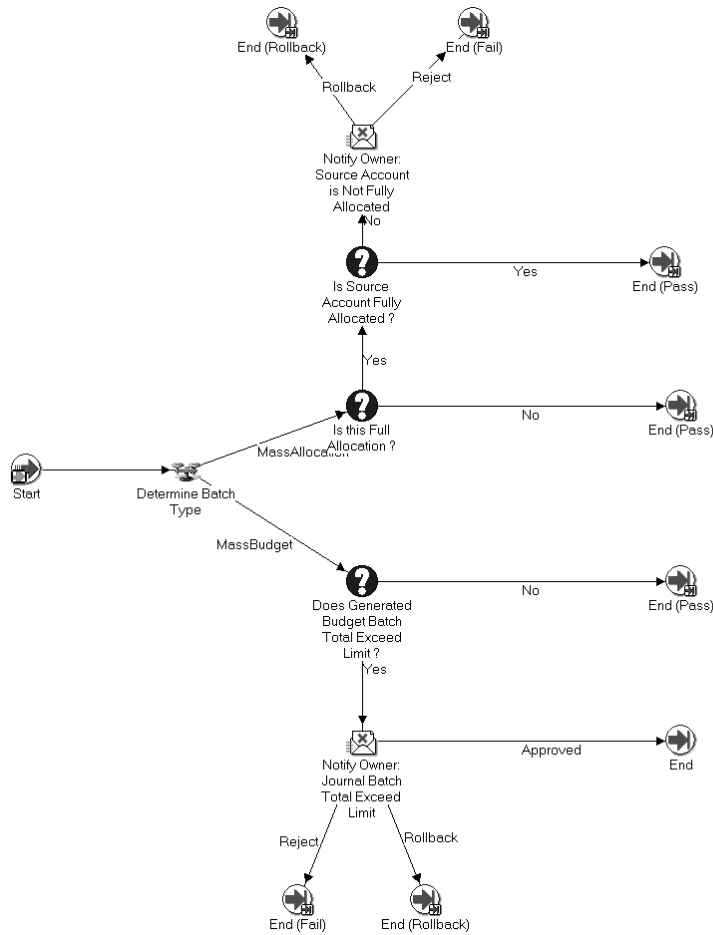 End (Rollback)
End (Fail)
Rollback
Reject
Notify Owner:
Source Account
is Not Fully
Allocated
No
Is Source
Account Fully
Allocated ?
Yes
End (Pass)
Yes
Is this Full
Allocation ?
No
End (Pass)
MassAllocation
Start
Determine Batch
Type
MassBudget
Does Generated
Budget Batch
Total Exceed
Limit ?
No
End (Pass)
Yes
Notify Owner:
Journal Batch
Total Exceed
Limit
Approved
End
Reject
Rollback
End (Fail)
End (Rollback)